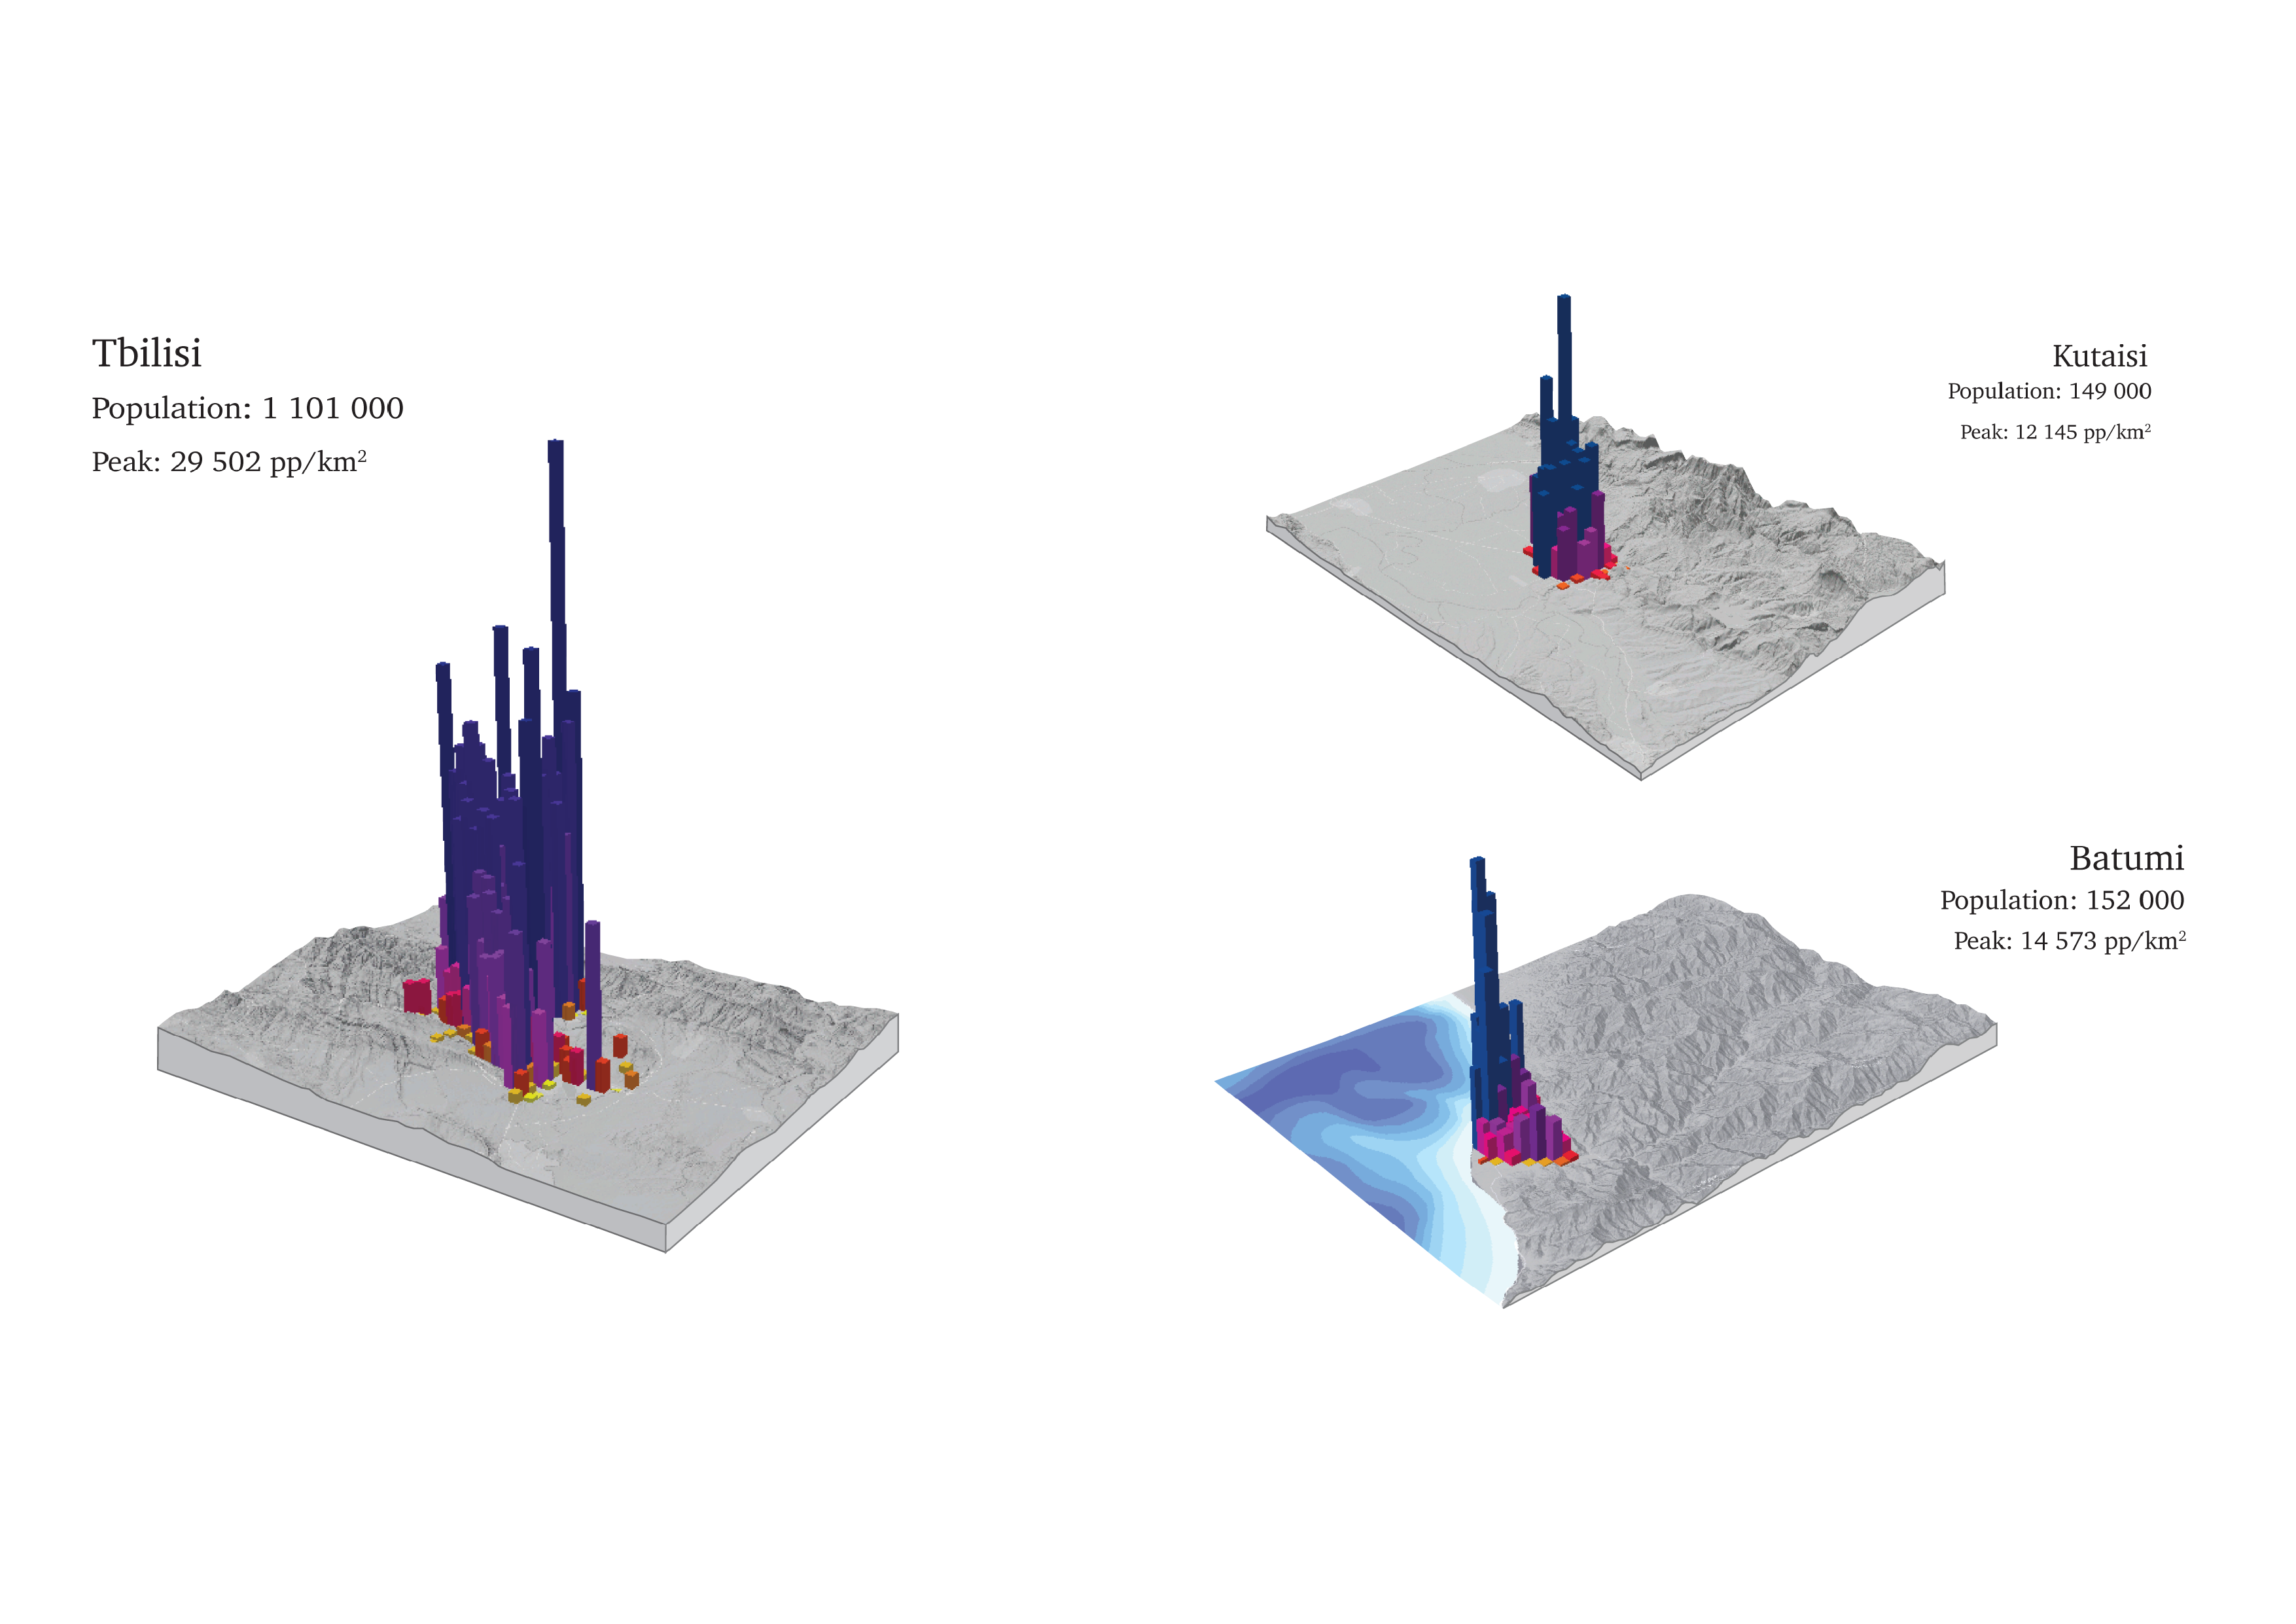 Tbilisi
Population: 1 101 000
Peak: 29 502 pp/km²
Kutaisi
Population: 149 000
Peak: 12 145 pp/km²
Batumi
Population: 152 000
Peak: 14 573 pp/km²